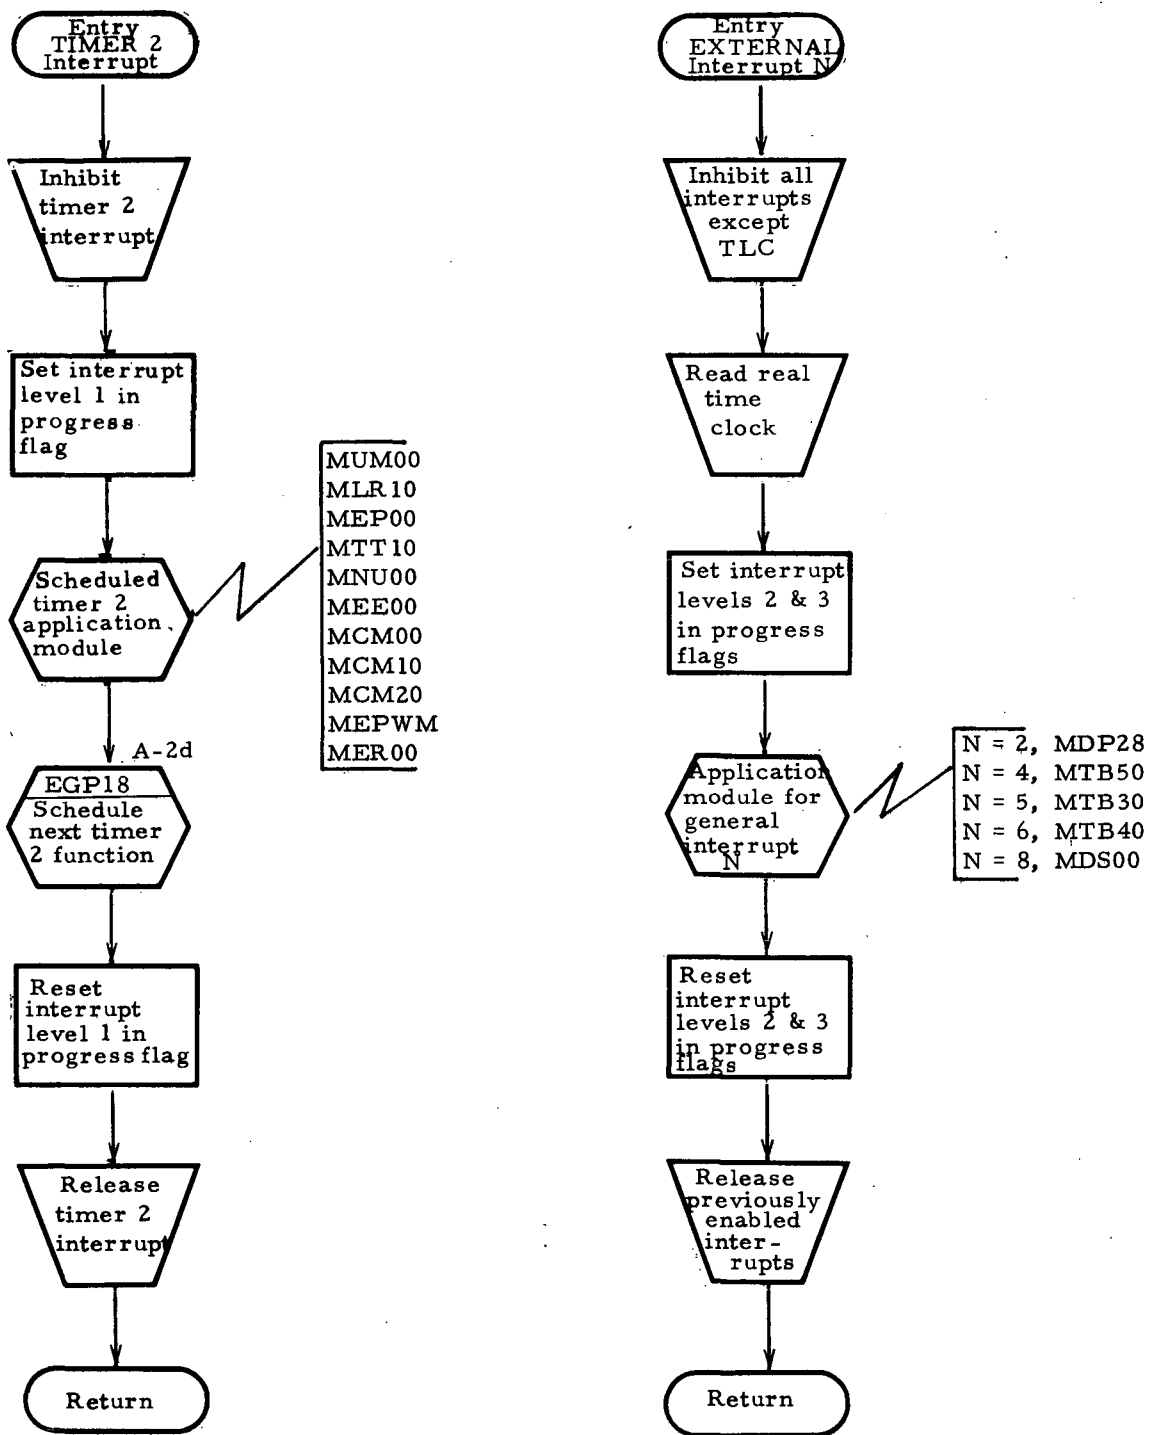 Entry
TIMER 2
Interrupt
Inhibit
timer 2
interrupt
Set interrupt
level 1 in
progress
flag
Scheduled
timer 2
application
module
MUM00
MLR10
MEP00
MTT10
MNU00
MEE00
MCM00
MCM10
MCM20
MEPWM
MER00
A-2d
EGP18
Schedule
next timer
2 function
Reset
interrupt
level 1 in
progress flag
Release
timer 2
interrupt
Return
Entry
EXTERNAL
Interrupt N
Inhibit all
interrupts
except
TLC
Read real
time
clock
Set interrupt
levels 2 & 3
in progress
flags
Application
module for
general
interrupt
N
N = 2, MDP28
N = 4, MTB50
N = 5, MTB30
N = 6, MTB40
N = 8, MDS00
Reset
interrupt
levels 2 & 3
in progress
flags
Release
previously
enabled
inter-
rupts
Return